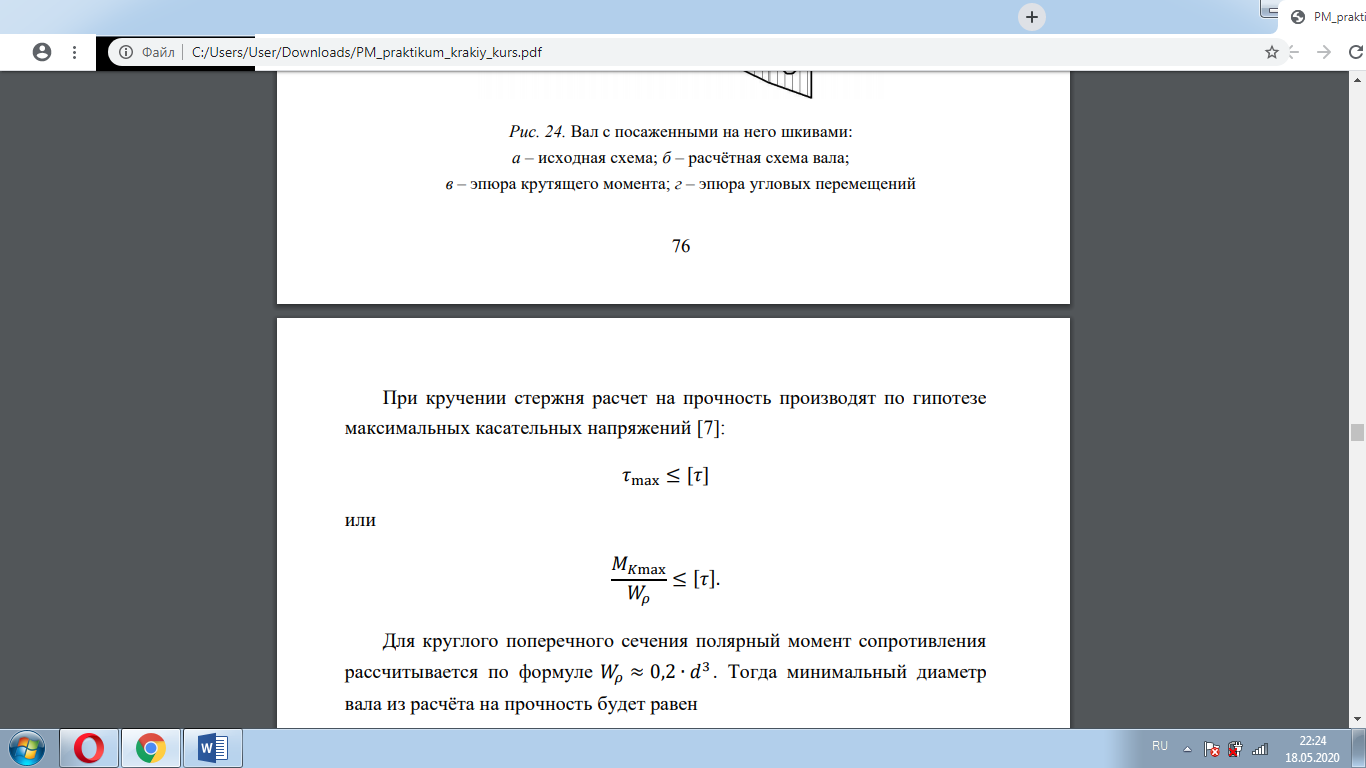 PM_prakti
Файл C:/Users/User/Downloads/PM_praktikum_krakiy_kurs.pdf
Рис. 24. Вал с посаженными на него шкивами:
а – исходная схема; б – расчётная схема вала;
в – эпюра крутящего момента; г – эпюра угловых перемещений
76
При кручении стержня расчет на прочность производят по гипотезе
максимальных касательных напряжений [7]:
τmax ≤ [τ]
или
MKmax
Wρ ≤ [τ].
Для круглого поперечного сечения полярный момент сопротивления
рассчитывается по формуле Wρ ≈ 0,2 · d³. Тогда минимальный диаметр
вала из расчёта на прочность будет равен
RU
22:24
18.05.2020